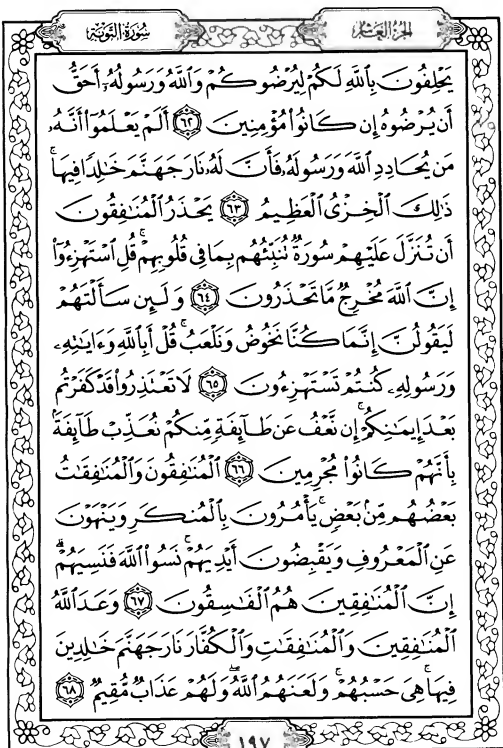 سُورَةُ التَّوۡبَةِ
الجُزءُ العَاشِرُ
يَحۡلِفُونَ بِٱللَّهِ لَكُمۡ لِيُرۡضُوكُمۡ وَٱللَّهُ وَرَسُولُهُۥٓ أَحَقُّ
أَن يُرۡضُوهُ إِن كَانُواْ مُؤۡمِنِينَ ٦٢ أَلَمۡ يَعۡلَمُوٓاْ أَنَّهُۥ
مَن يُحَادِدِ ٱللَّهَ وَرَسُولَهُۥ فَأَنَّ لَهُۥ نَارَ جَهَنَّمَ خَٰلِدٗا فِيهَاۚ
ذَٰلِكَ ٱلۡخِزۡيُ ٱلۡعَظِيمُ ٦٣ يَحۡذَرُ ٱلۡمُنَٰفِقُونَ
أَن تُنَزَّلَ عَلَيۡهِمۡ سُورَةٞ تُنَبِّئُهُم بِمَا فِي قُلُوبِهِمۡۚ قُلِ ٱسۡتَهۡزِءُوٓاْ
إِنَّ ٱللَّهَ مُخۡرِجٞ مَّا تَحۡذَرُونَ ٦٤ وَلَئِن سَأَلۡتَهُمۡ
لَيَقُولُنَّ إِنَّمَا كُنَّا نَخُوضُ وَنَلۡعَبُۚ قُلۡ أَبِٱللَّهِ وَءَايَٰتِهِۦ
وَرَسُولِهِۦ كُنتُمۡ تَسۡتَهۡزِءُونَ ٦٥ لَا تَعۡتَذِرُواْ قَدۡ كَفَرۡتُم
بَعۡدَ إِيمَٰنِكُمۡۚ إِن نَّعۡفُ عَن طَآئِفَةٖ مِّنكُمۡ نُعَذِّبۡ طَآئِفَةَۢ
بِأَنَّهُمۡ كَانُواْ مُجۡرِمِينَ ٦٦ ٱلۡمُنَٰفِقُونَ وَٱلۡمُنَٰفِقَٰتُ
بَعۡضُهُم مِّنۢ بَعۡضٖۚ يَأۡمُرُونَ بِٱلۡمُنكَرِ وَيَنۡهَوۡنَ
عَنِ ٱلۡمَعۡرُوفِ وَيَقۡبِضُونَ أَيۡدِيَهُمۡۚ نَسُواْ ٱللَّهَ فَنَسِيَهُمۡۚ
إِنَّ ٱلۡمُنَٰفِقِينَ هُمُ ٱلۡفَٰسِقُونَ ٦٧ وَعَدَ ٱللَّهُ
ٱلۡمُنَٰفِقِينَ وَٱلۡمُنَٰفِقَٰتِ وَٱلۡكُفَّارَ نَارَ جَهَنَّمَ خَٰلِدِينَ
فِيهَاۚ هِيَ حَسۡبُهُمۡۚ وَلَعَنَهُمُ ٱللَّهُۖ وَلَهُمۡ عَذَابٞ مُّقِيمٞ ٦٨
١٩٧